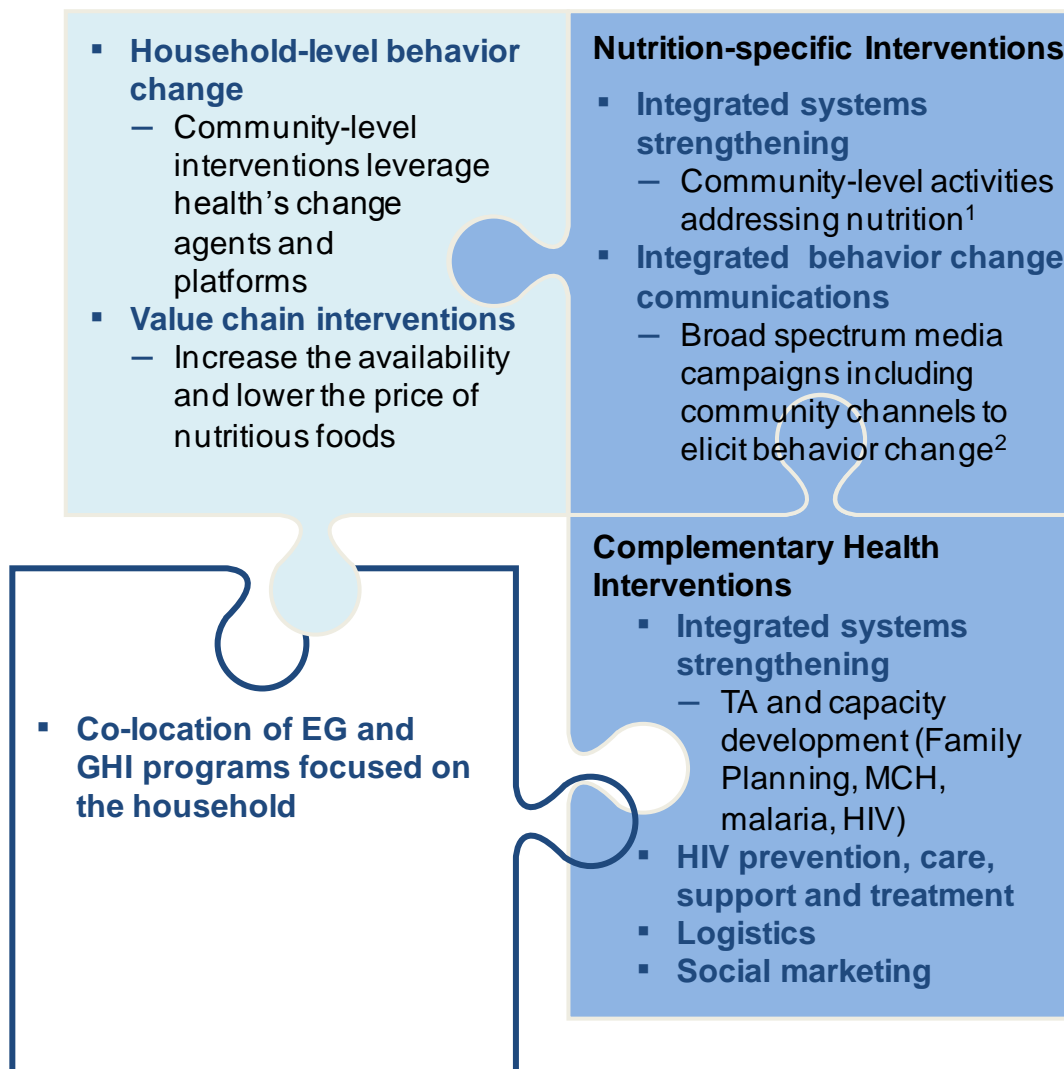 ▪ Household-level behavior
change
– Community-level
interventions leverage
health’s change
agents and
platforms
▪ Value chain interventions
– Increase the availability
and lower the price of
nutritious foods
Nutrition-specific Interventions
▪ Integrated systems
strengthening
– Community-level activities
addressing nutrition¹
▪ Integrated behavior change
communications
– Broad spectrum media
campaigns including
community channels to
elicit behavior change²
▪ Co-location of EG and
GHI programs focused on
the household
Complementary Health
Interventions
▪ Integrated systems
strengthening
– TA and capacity
development (Family
Planning, MCH,
malaria, HIV)
▪ HIV prevention, care,
support and treatment
▪ Logistics
▪ Social marketing